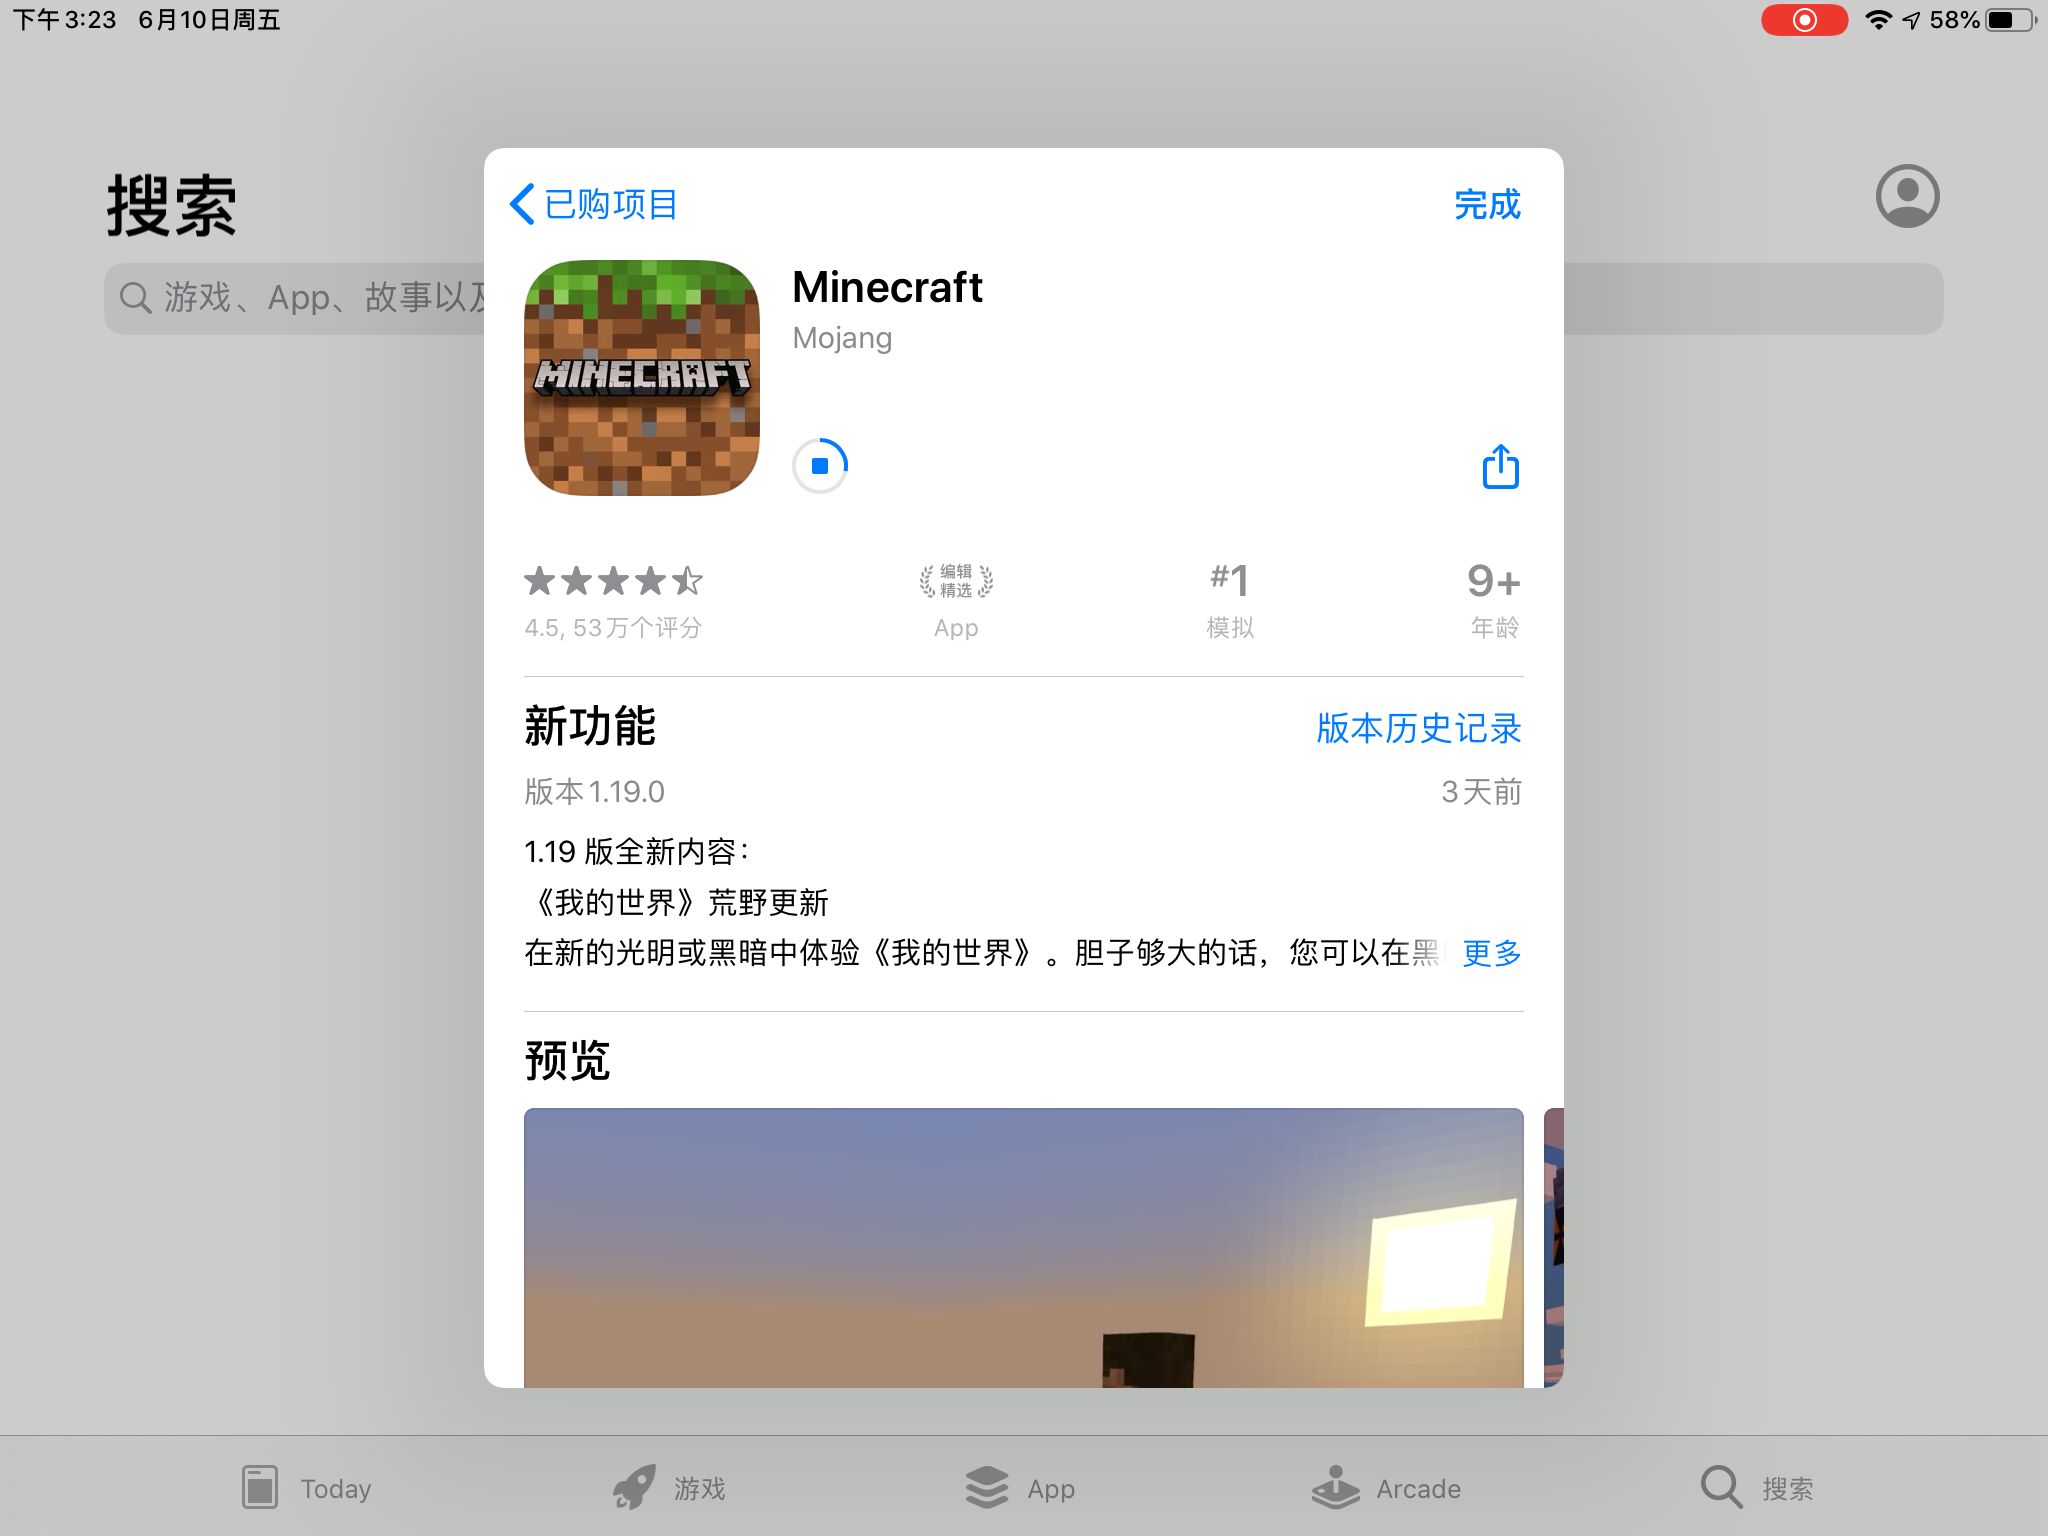 下午3:23 6月10日周五
58%
搜索
游戏、App、故事以
已购项目
完成
MINECRAFT
Minecraft
Mojang
4.5, 53万个评分
编辑
精选
App
#1
模拟
9+
年龄
新功能
版本历史记录
版本1.19.0
3天前
1.19 版全新内容：
《我的世界》荒野更新
在新的光明或黑暗中体验《我的世界》。胆子够大的话，您可以在黑 更多
预览
Today
游戏
App
Arcade
搜索